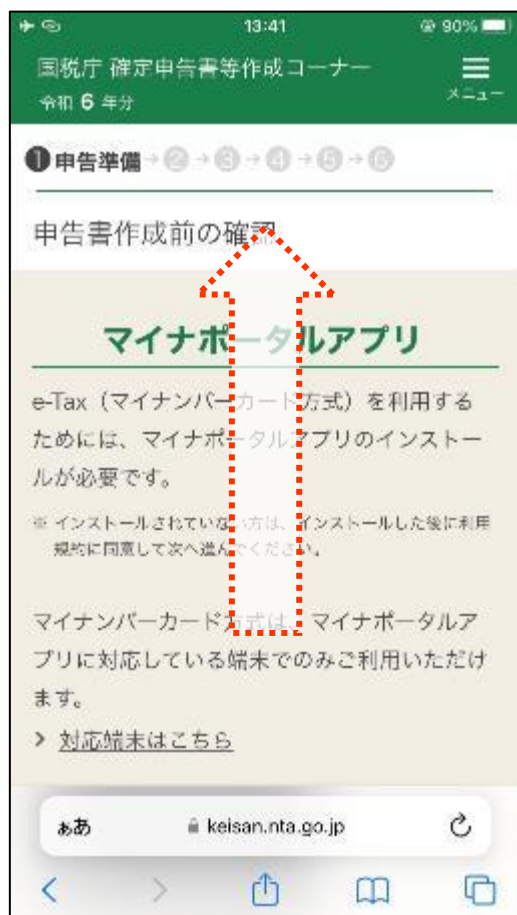 13:41
90%
国税庁 確定申告書等作成コーナー
令和 6 年分
メニュー
1 申告準備 → 2 → 3 → 4 → 5 → 6
申告書作成前の確認
マイナポータルアプリ
e-Tax（マイナンバーカード方式）を利用する
ためには、マイナポータルアプリのインストー
ルが必要です。
※ インストールされていない方は、インストールした後に利用
規約に同意して次へ進んでください。
マイナンバーカード方式は、マイナポータルア
プリに対応している端末でのみご利用いただけ
ます。
> 対応端末はこちら
ぁあ keisan.nta.go.jp